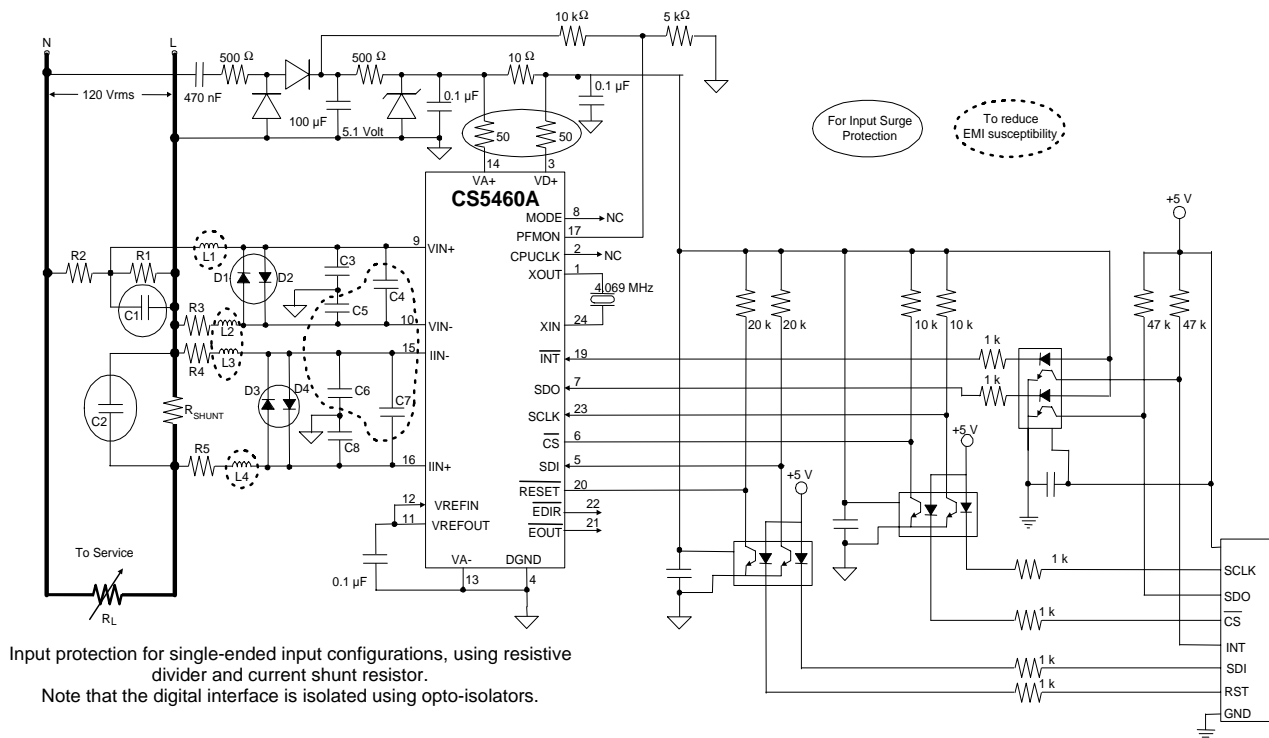 10 kΩ
5 kΩ
N
L
500 Ω
500 Ω
10 Ω
120 Vrms
470 nF
100 µF
0.1 µF
0.1 µF
5.1 Volt
50
50
For Input Surge
Protection
To reduce
EMI susceptibility
14
3
VA+
VD+
CS5460A
+5 V
MODE
8
NC
PFMON
17
9
VIN+
CPUCLK
2
NC
XOUT
1
4.069 MHz
XIN
24
R2
R1
L1
D1
D2
C3
C4
C1
C5
R3
L2
10
VIN-
R4
L3
15
IIN-
20 k
20 k
10 k
10 k
47 k
47 k
INT
19
1 k
SDO
7
1 k
SCLK
23
CS
6
+5 V
SDI
5
+5 V
RESET
20
EDIR
22
EOUT
21
C2
RSHUNT
D3
D4
C6
C7
C8
R5
L4
16
IIN+
12
VREFIN
11
VREFOUT
0.1 µF
VA-
DGND
13
4
To Service
RL
1 k
SCLK
SDO
1 k
CS
INT
1 k
SDI
1 k
RST
GND
Input protection for single-ended input configurations, using resistive
divider and current shunt resistor.
Note that the digital interface is isolated using opto-isolators.